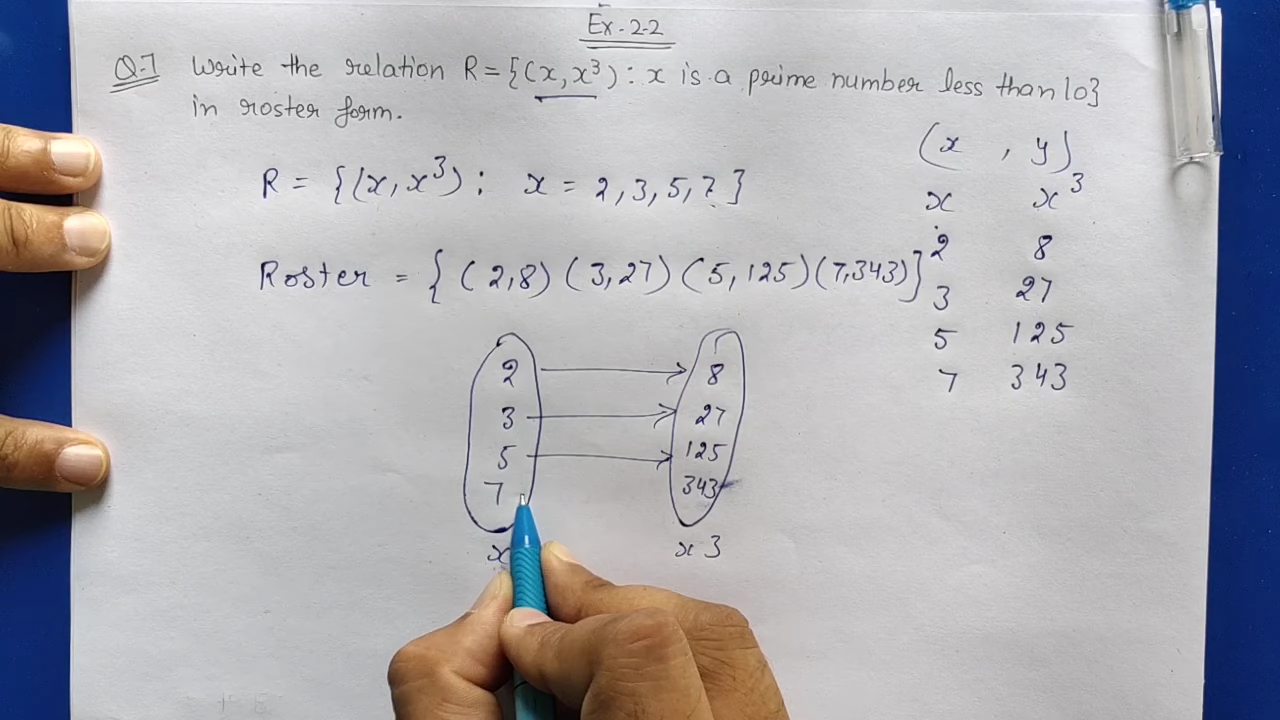 Ex-2-2
Q.7 Write the relation R = {(x, x³) : x is a prime number less than 10}
in roster form.
(x , y)
R = {(x, x³) : x = 2, 3, 5, 7}
x x³
Roster = { (2,8) (3,27) (5,125) (7,343)}
2 8
3 27
5 125
7 343
2 8
3 27
5 125
7 343
x x3